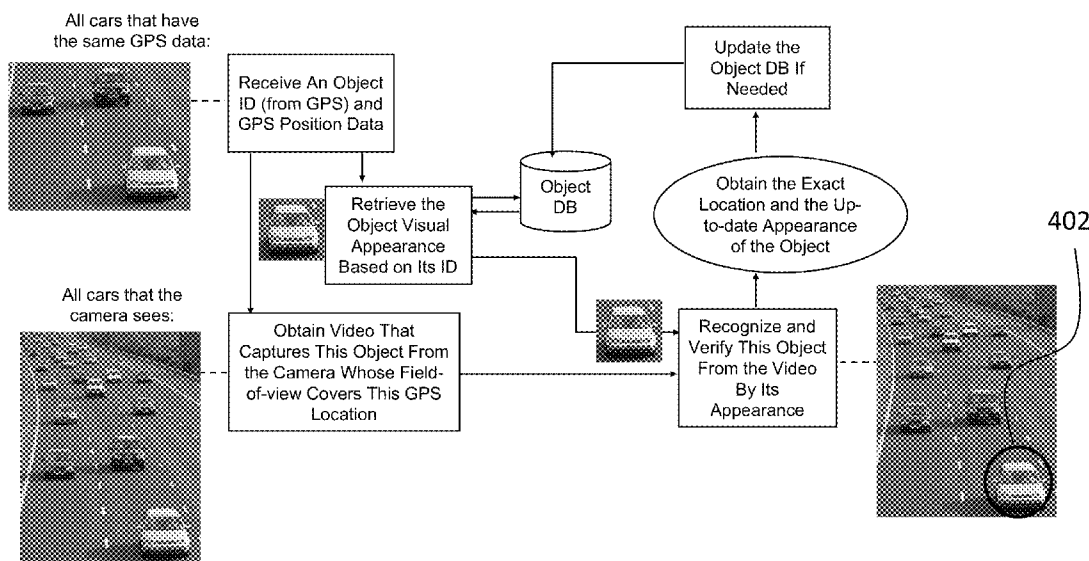 All cars that have
the same GPS data:
Receive An Object
ID (from GPS) and
GPS Position Data
Update the
Object DB If
Needed
Object
DB
Retrieve the
Object Visual
Appearance
Based on Its ID
Obtain the Exact
Location and the Up-
to-date Appearance
of the Object
402
All cars that the
camera sees:
Obtain Video That
Captures This Object From
the Camera Whose Field-
of-view Covers This GPS
Location
Recognize and
Verify This Object
From the Video
By Its
Appearance